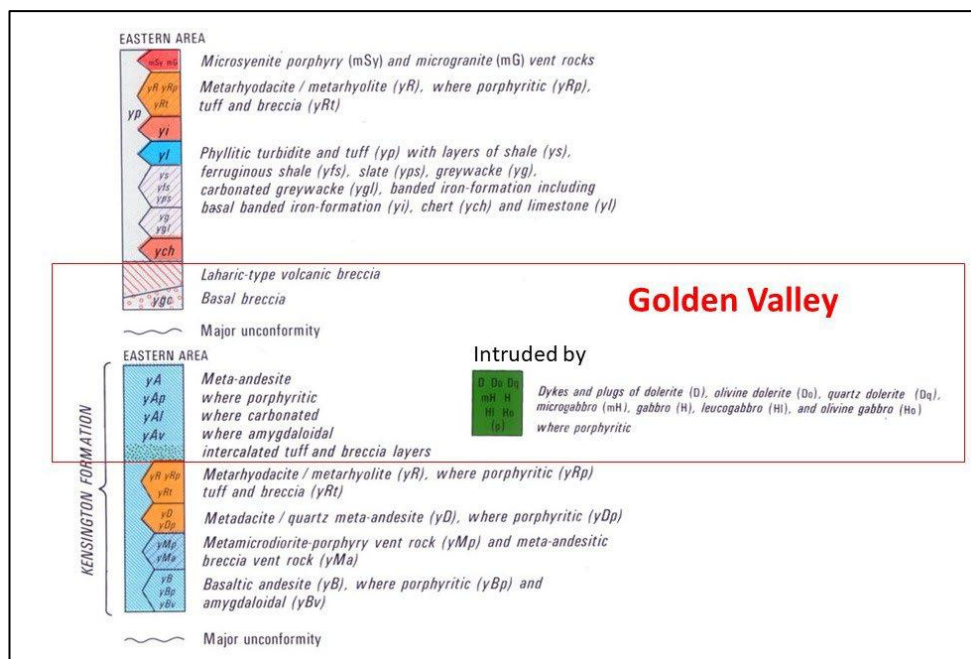 EASTERN AREA
mSy mG
Microsyenite porphyry (mSy) and microgranite (mG) vent rocks
yR yRp
yRt
Metarhyodacite / metarhyolite (yR), where porphyritic (yRp),
tuff and breccia (yRt)
yp
yi
yl
ys
yfs
yps
yg
ygl
Phyllitic turbidite and tuff (yp) with layers of shale (ys),
ferruginous shale (yfs), slate (yps), greywacke (yg),
carbonated greywacke (ygl), banded iron-formation including
basal banded iron-formation (yi), chert (ych) and limestone (yl)
ych
Laharic-type volcanic breccia
ygc
Basal breccia
Golden Valley
Major unconformity
EASTERN AREA
KENSINGTON FORMATION
yA Meta-andesite
yAp where porphyritic
yAl where carbonated
yAv where amygdaloidal
intercalated tuff and breccia layers
Intruded by
D Do Dq
mH H
Hl Ho
(p)
Dykes and plugs of dolerite (D), olivine dolerite (Do), quartz dolerite (Dq),
microgabbro (mH), gabbro (H), leucogabbro (Hl), and olivine gabbro (Ho)
where porphyritic
yR yRp
yRt
Metarhyodacite / metarhyolite (yR), where porphyritic (yRp)
tuff and breccia (yRt)
yD
yDp
Metadacite / quartz meta-andesite (yD), where porphyritic (yDp)
yMp
yMa
Metamicrodiorite-porphyry vent rock (yMp) and meta-andesitic
breccia vent rock (yMa)
yB
yBp
yBv
Basaltic andesite (yB), where porphyritic (yBp) and
amygdaloidal (yBv)
Major unconformity